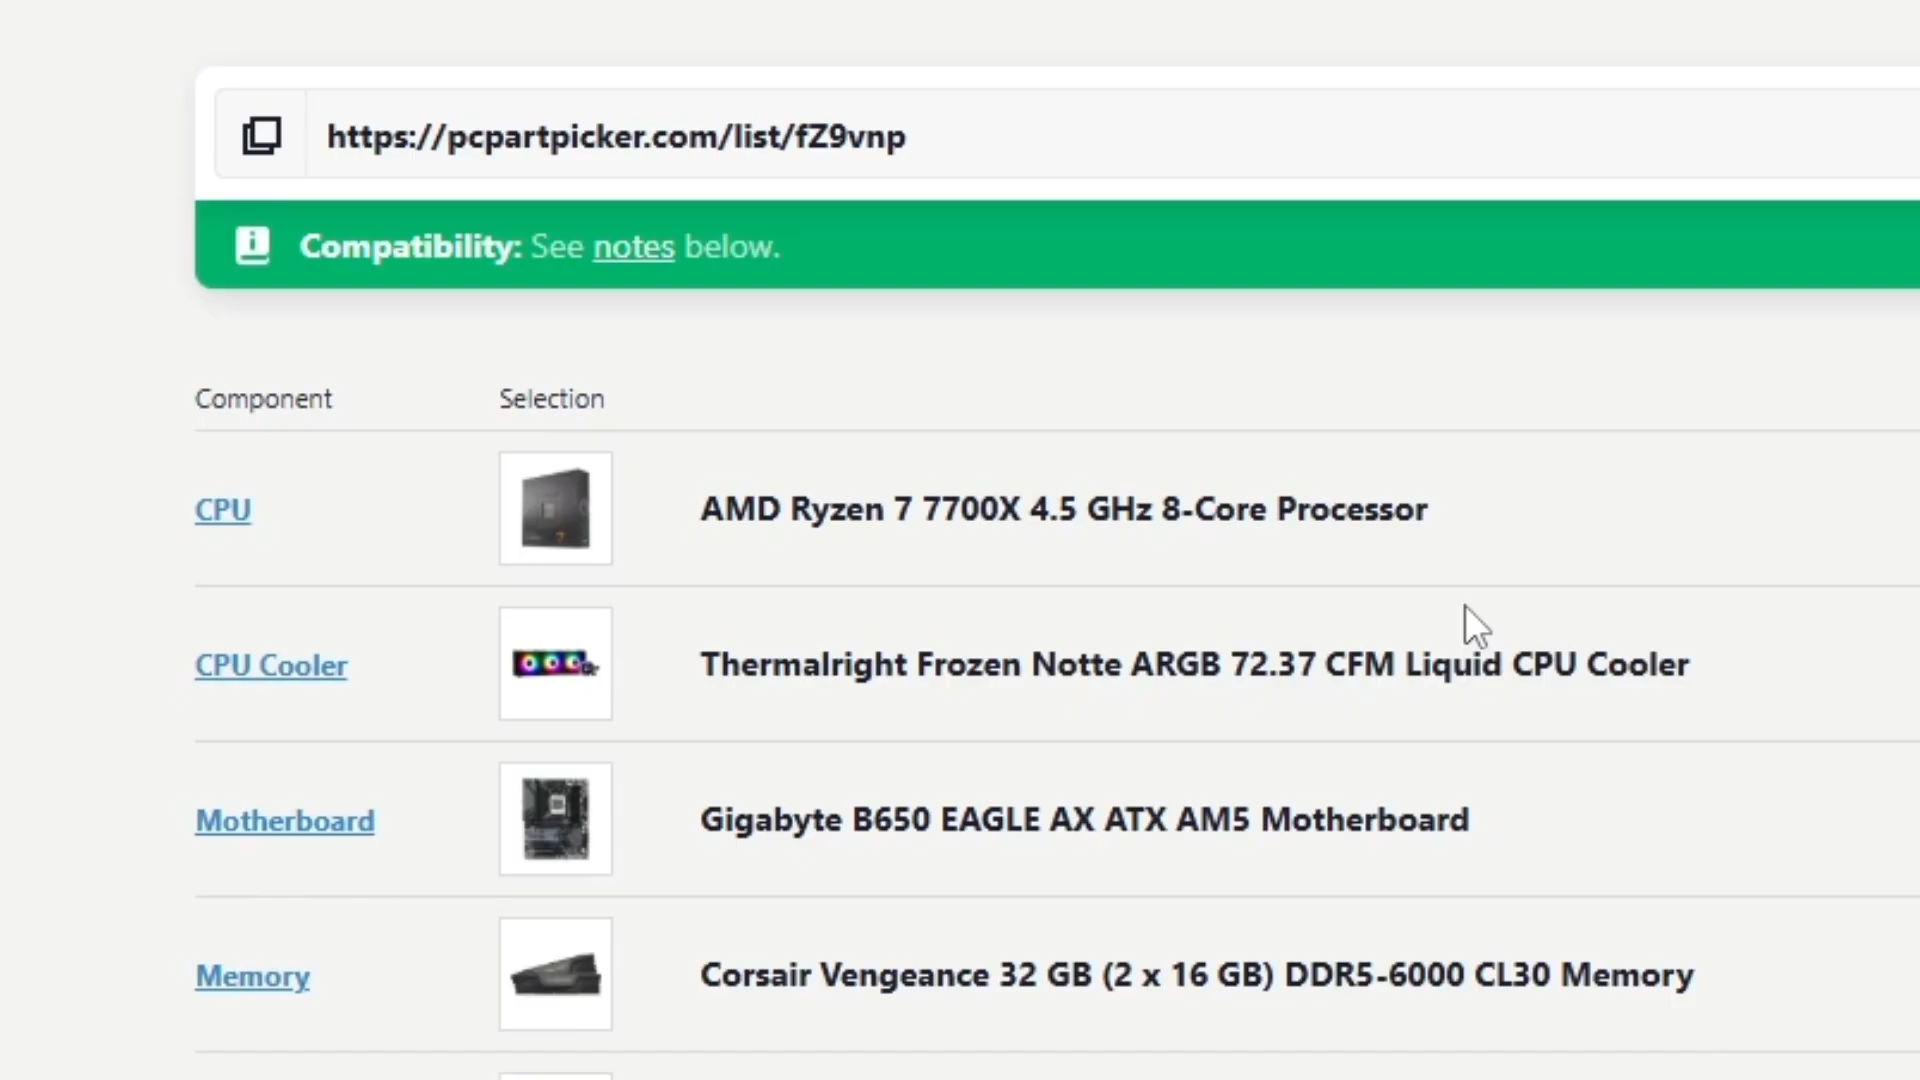 https://pcpartpicker.com/list/fZ9vnp
Compatibility: See notes below.
Component Selection
CPU AMD Ryzen 7 7700X 4.5 GHz 8-Core Processor
CPU Cooler Thermalright Frozen Notte ARGB 72.37 CFM Liquid CPU Cooler
Motherboard Gigabyte B650 EAGLE AX ATX AM5 Motherboard
Memory Corsair Vengeance 32 GB (2 x 16 GB) DDR5-6000 CL30 Memory